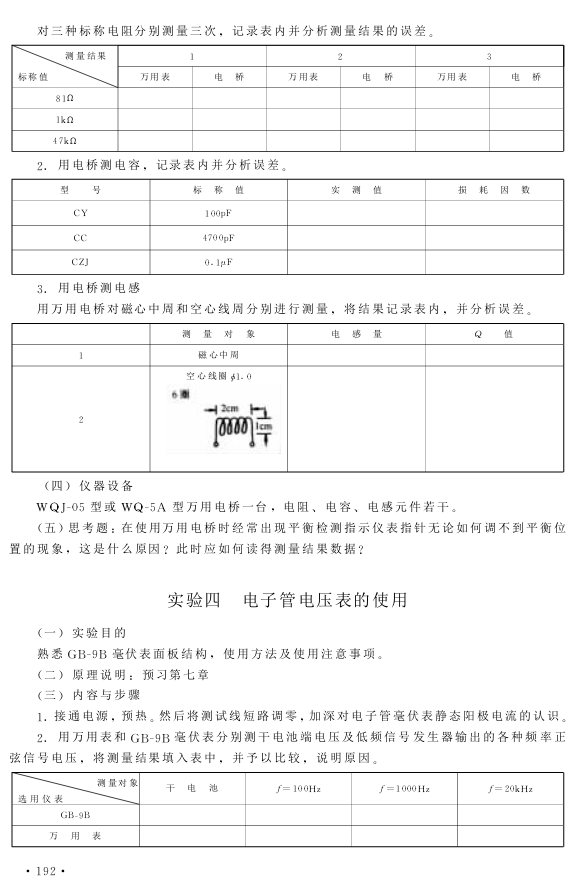 对三种标称电阻分别测量三次，记录表内并分析测量结果的误差。
测量结果 1 2 3
标称值 万用表 电桥 万用表 电桥 万用表 电桥
81Ω
1kΩ
47kΩ
2. 用电桥测电容，记录表内并分析误差。
型号 标称值 实测值 损耗因数
CY 100pF
CC 4700pF
CZJ 0.1μF
3. 用电桥测电感
用万用电桥对磁心中周和空心线周分别进行测量，将结果记录表内，并分析误差。
测量对象 电感量 Q值
1 磁心中周
2 空心线圈 φ1.0
6圈
2cm
1cm
（四）仪器设备
WQJ-05 型或 WQ-5A 型万用电桥一台，电阻、电容、电感元件若干。
（五）思考题：在使用万用电桥时经常出现平衡检测指示仪表指针无论如何调不到平衡位
置的现象，这是什么原因？此时应如何读得测量结果数据？
实验四 电子管电压表的使用
（一）实验目的
熟悉 GB-9B 毫伏表面板结构，使用方法及使用注意事项。
（二）原理说明：预习第七章
（三）内容与步骤
1. 接通电源，预热。然后将测试线短路调零，加深对电子管毫伏表静态阳极电流的认识。
2. 用万用表和 GB-9B 毫伏表分别测干电池端电压及低频信号发生器输出的各种频率正
弦信号电压，将测量结果填入表中，并予以比较，说明原因。
测量对象
选用仪表 干电池 f=100Hz f=1000Hz f=20kHz
GB-9B
万用表
·192·